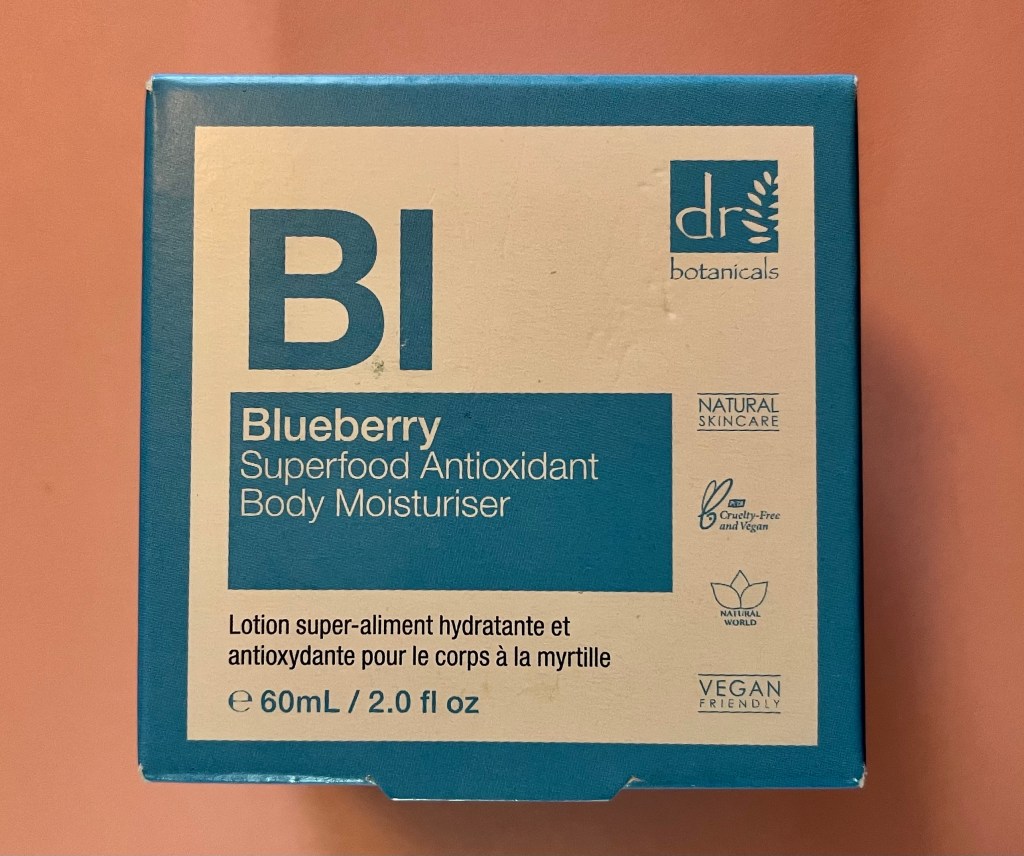 dr
botanicals
Bl
Blueberry
Superfood Antioxidant
Body Moisturiser
Lotion super-aliment hydratante et
antioxydante pour le corps à la myrtille
℮ 60mL / 2.0 fl oz
NATURAL
SKINCARE
PETA
Cruelty-Free
and Vegan
NATURAL
WORLD
VEGAN
FRIENDLY